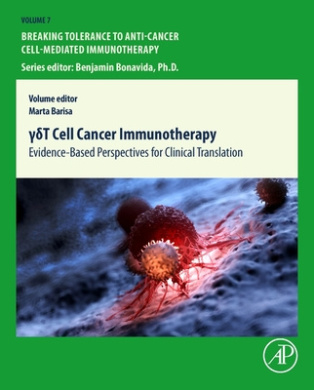 VOLUME 7
BREAKING TOLERANCE TO ANTI-CANCER
CELL-MEDIATED IMMUNOTHERAPY
Series editor: Benjamin Bonavida, Ph.D.
Volume editor
Marta Barisa
γδT Cell Cancer Immunotherapy
Evidence-Based Perspectives for Clinical Translation
AP